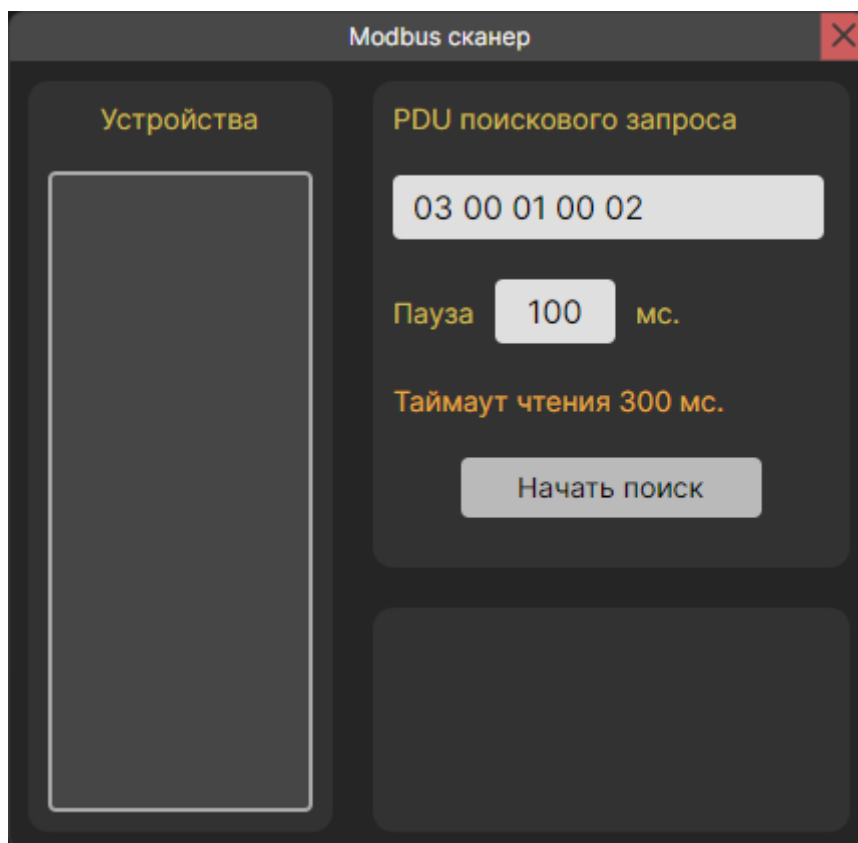 Modbus сканер
Устройства
PDU поискового запроса
03 00 01 00 02
Пауза 100 мс.
Таймаут чтения 300 мс.
Начать поиск